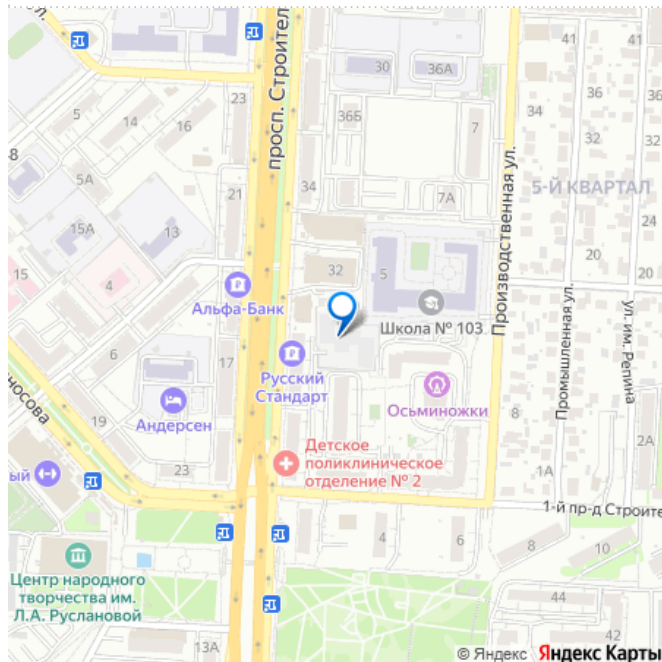 41
41
30
36А
просп. Строител
23
5
14
16
36Б
7
34
32
5А
21
34
7А
5-Й КВАРТАЛ
15А
13
20
20
4
32
5
Альфа-Банк
Школа № 103
Производственная ул.
Промышленная ул.
ул. им. Репина
6
17
Русский
Стандарт
Осьминожки
19
Андерсен
8
2А
Детское
поликлиническое
отделение № 2
23
1А
ный
1-й пр-д Строите
4
6
8
10
Центр народного
творчества им.
Л.А. Руслановой
44
13А
42
© Яндекс Яндекс Карты